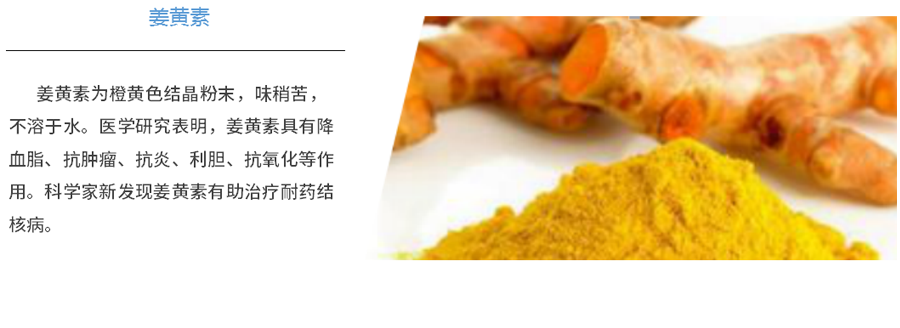 姜黄素
姜黄素为橙黄色结晶粉末，味稍苦，
不溶于水。医学研究表明，姜黄素具有降
血脂、抗肿瘤、抗炎、利胆、抗氧化等作
用。科学家新发现姜黄素有助治疗耐药结
核病。